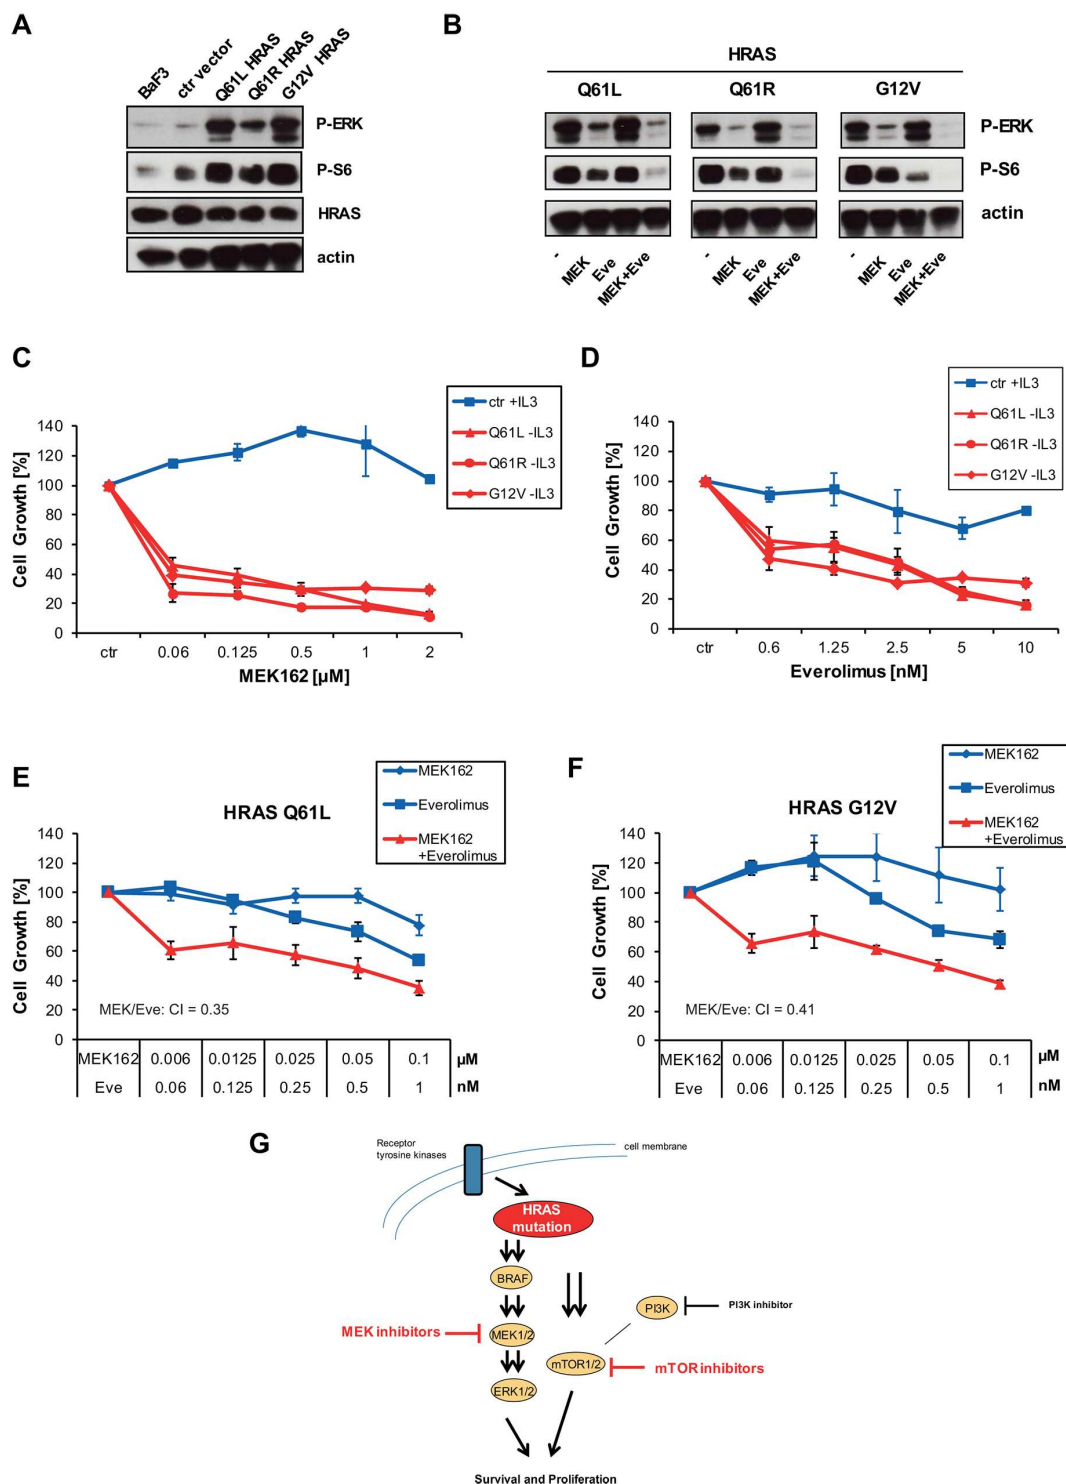 A
BaF3
ctr vector
Q61L HRAS
Q61R HRAS
G12V HRAS
P-ERK
P-S6
HRAS
actin
B
HRAS
Q61L Q61R G12V
P-ERK
P-S6
actin
- MEK Eve MEK+Eve - MEK Eve MEK+Eve - MEK Eve MEK+Eve
C
ctr +IL3
Q61L -IL3
Q61R -IL3
G12V -IL3
Cell Growth [%]
140
120
100
80
60
40
20
0
ctr 0.06 0.125 0.5 1 2
MEK162 [µM]
D
ctr +IL3
Q61L -IL3
Q61R -IL3
G12V -IL3
Cell Growth [%]
140
120
100
80
60
40
20
0
ctr 0.6 1.25 2.5 5 10
Everolimus [nM]
E
MEK162
Everolimus
MEK162
+Everolimus
HRAS Q61L
Cell Growth [%]
140
120
100
80
60
40
20
0
MEK/Eve: CI = 0.35
MEK162 0.006 0.0125 0.025 0.05 0.1 µM
Eve 0.06 0.125 0.25 0.5 1 nM
F
MEK162
Everolimus
MEK162
+Everolimus
HRAS G12V
Cell Growth [%]
140
120
100
80
60
40
20
0
MEK/Eve: CI = 0.41
MEK162 0.006 0.0125 0.025 0.05 0.1 µM
Eve 0.06 0.125 0.25 0.5 1 nM
G
Receptor
tyrosine kinases
cell membrane
HRAS
mutation
BRAF
PI3K
PI3K inhibitor
MEK inhibitors
MEK1/2
mTOR1/2
mTOR inhibitors
ERK1/2
Survival and Proliferation